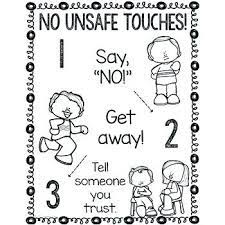 NO UNSAFE TOUCHES!
1
Say,
"NO!"
Get
away!
2
3
Tell
someone
you
trust.